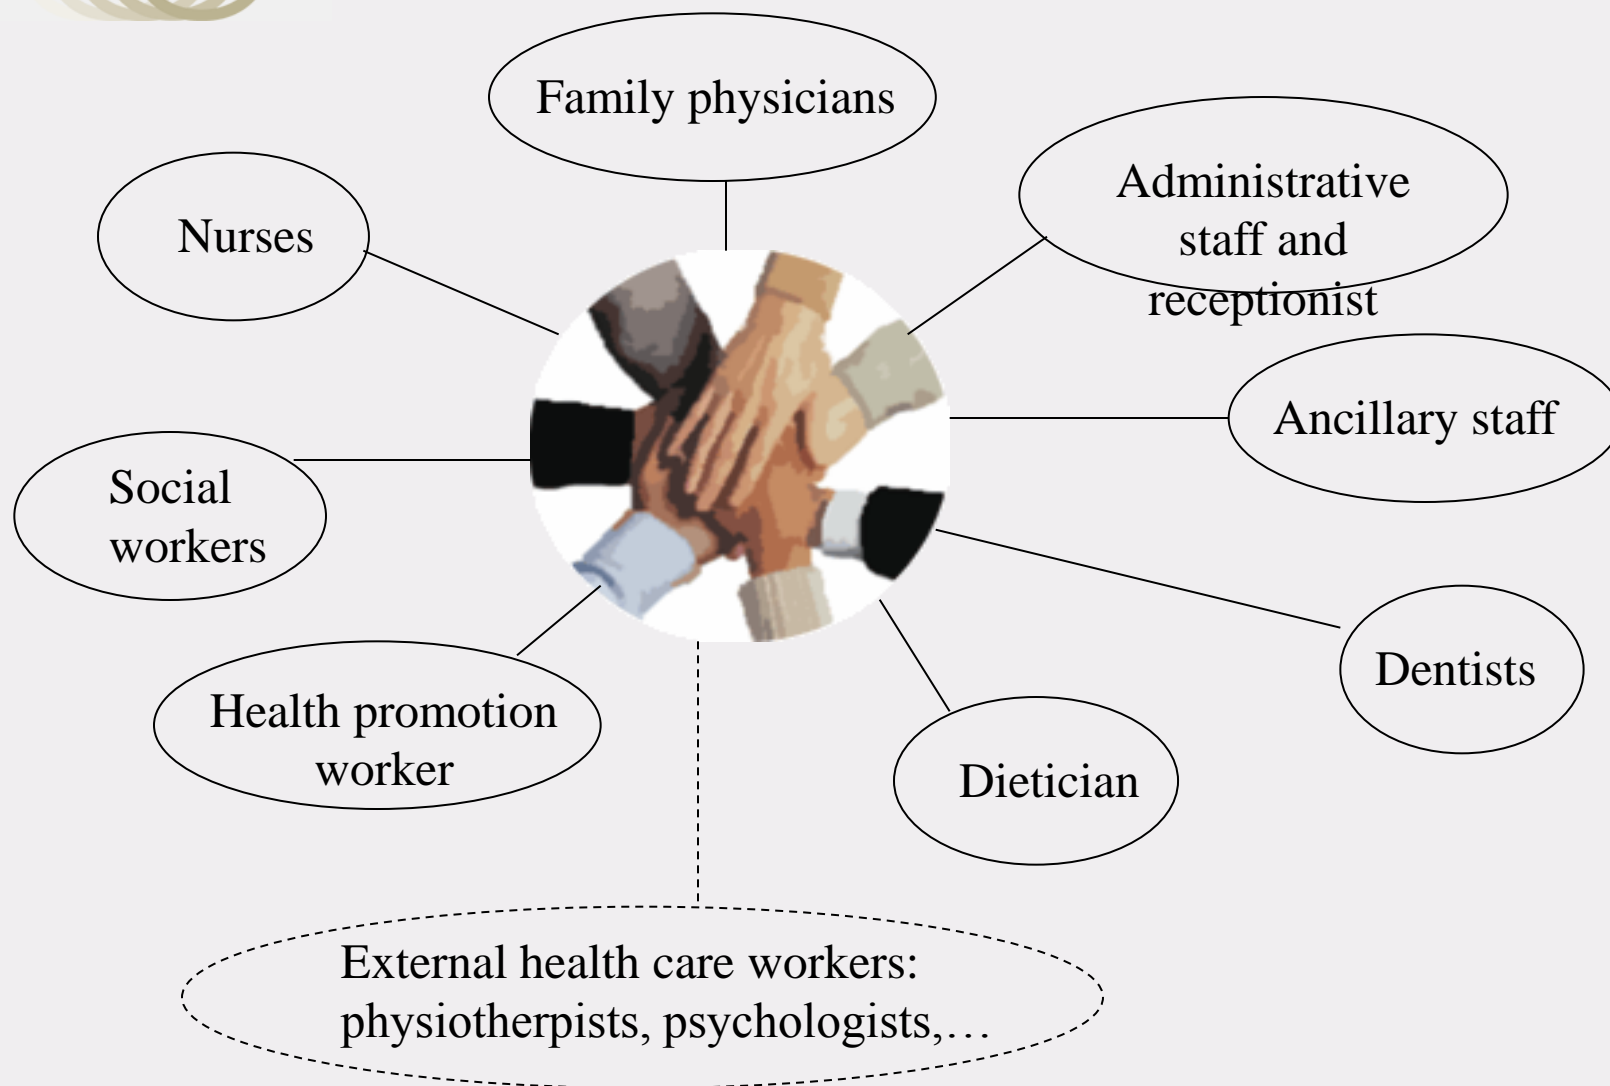 Family physicians
Administrative
staff and
receptionist
Nurses
Ancillary staff
Social
workers
Dentists
Health promotion
worker
Dietician
External health care workers:
physiotherpists, psychologists,…